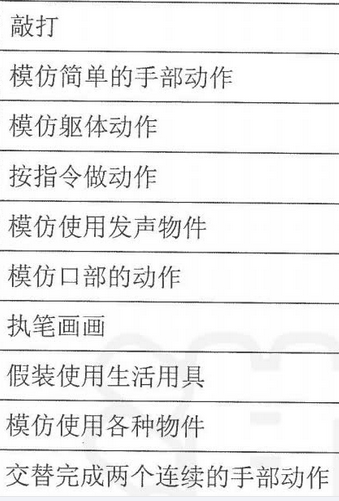 敲打
模仿简单的手部动作
模仿躯体动作
按指令做动作
模仿使用发声物件
模仿口部的动作
执笔画画
假装使用生活用具
模仿使用各种物件
交替完成两个连续的手部动作